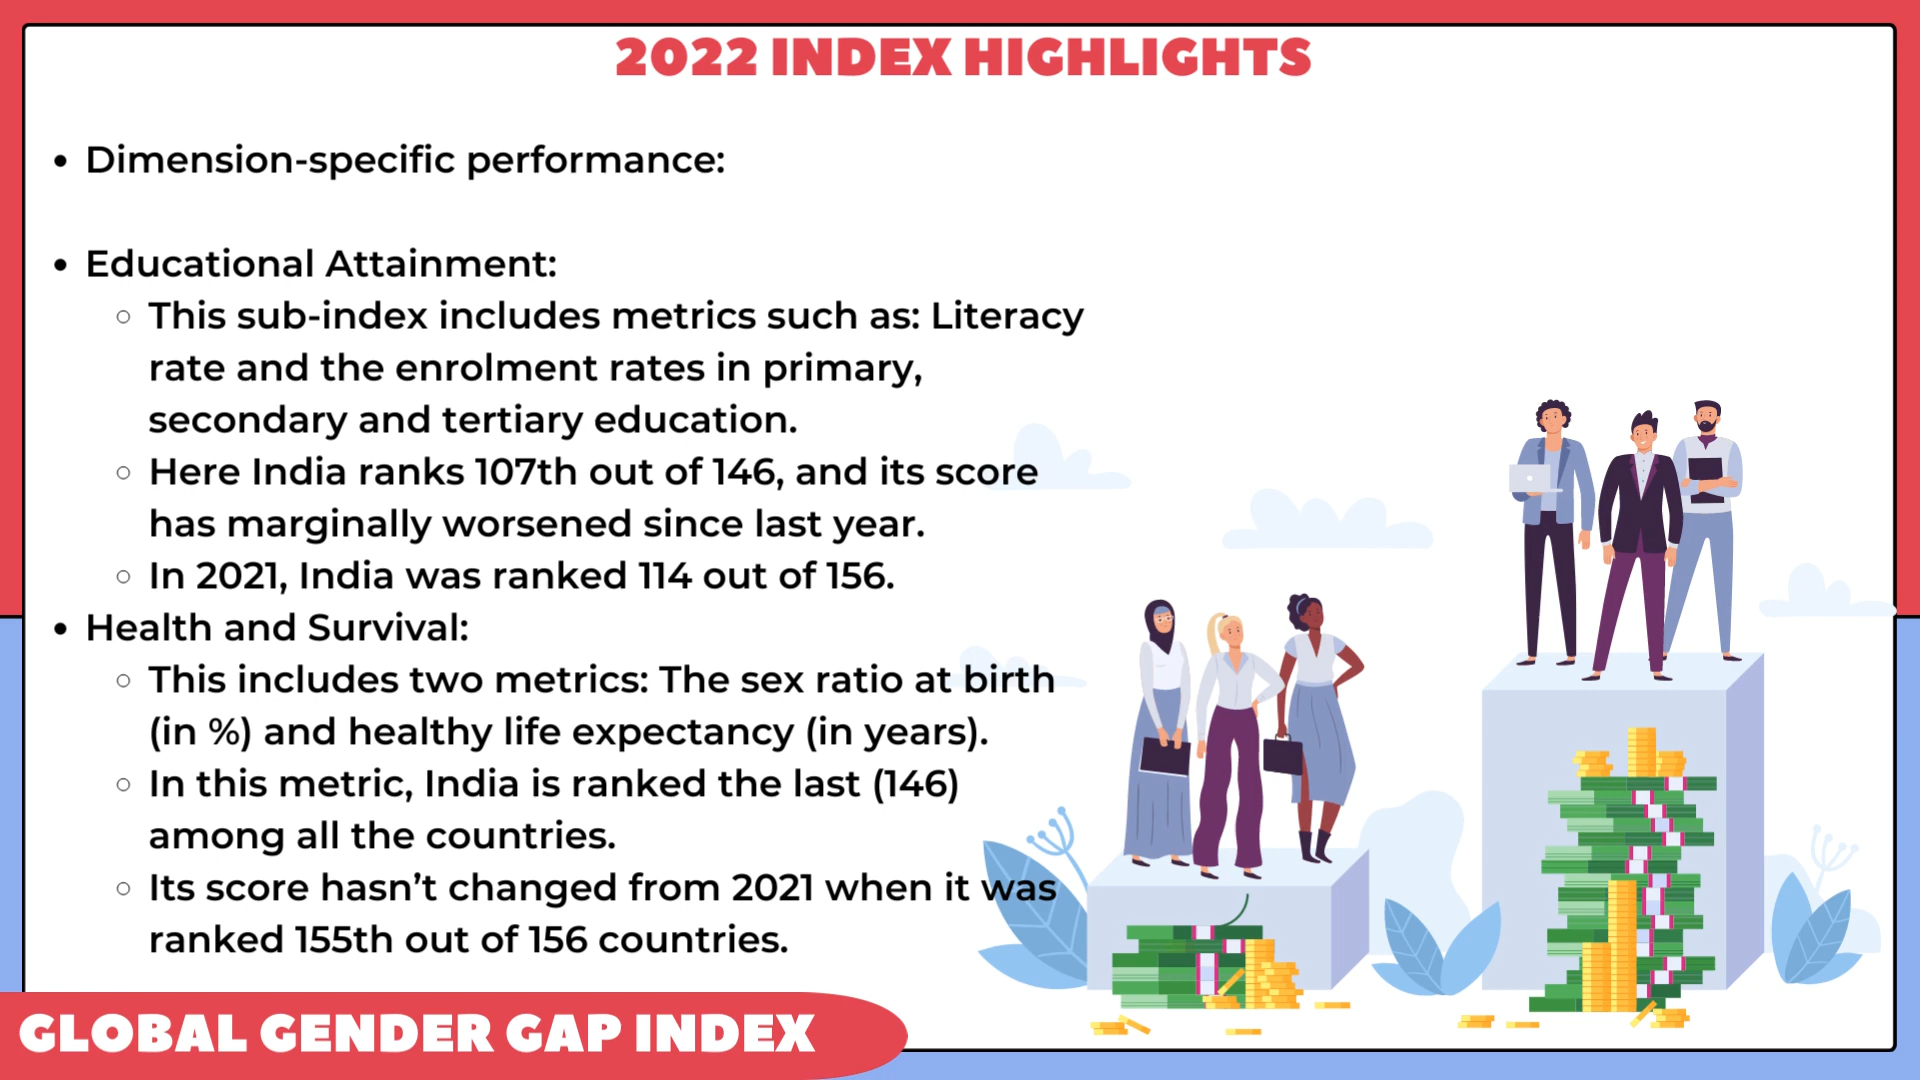 2022 INDEX HIGHLIGHTS
• Dimension-specific performance:
• Educational Attainment:
○ This sub-index includes metrics such as: Literacy
rate and the enrolment rates in primary,
secondary and tertiary education.
○ Here India ranks 107th out of 146, and its score
has marginally worsened since last year.
○ In 2021, India was ranked 114 out of 156.
• Health and Survival:
○ This includes two metrics: The sex ratio at birth
(in %) and healthy life expectancy (in years).
○ In this metric, India is ranked the last (146)
among all the countries.
○ Its score hasn’t changed from 2021 when it was
ranked 155th out of 156 countries.
GLOBAL GENDER GAP INDEX